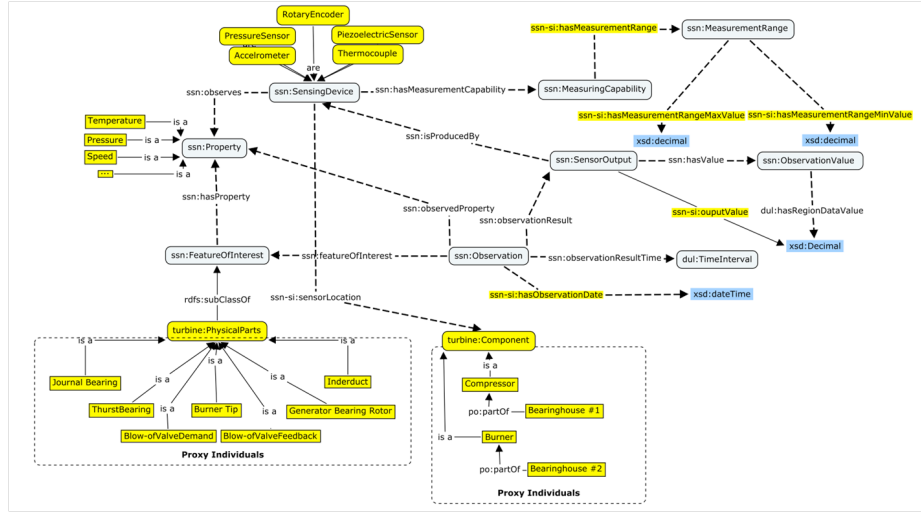 RotaryEncoder
PressureSensor
PiezoelectricSensor
Accelrometer
Thermocouple
are
ssn-si:hasMeasurementRange
ssn:MeasurementRange
ssn:observes
ssn:SensingDevice
ssn:hasMeasurementCapability
ssn:MeasuringCapability
ssn-si:hasMeasurementRangeMaxValue
ssn-si:hasMeasurementRangeMinValue
Temperature
is a
Pressure
is a
Speed
is a
...
is a
ssn:Property
ssn:isProducedBy
xsd:decimal
xsd:decimal
ssn:SensorOutput
ssn:hasValue
ssn:ObservationValue
ssn:hasProperty
ssn:observedProperty
ssn:observationResult
ssn-si:ouputValue
dul:hasRegionDataValue
xsd:Decimal
ssn:FeatureOfInterest
ssn:featureOfInterest
ssn:Observation
ssn:observationResultTime
dul:TimeInterval
rdfs:subClassOf
ssn-si:sensorLocation
ssn-si:hasObservationDate
xsd:dateTime
turbine:PhysicalParts
turbine:Component
is a
is a
is a
is a
is a
is a
Journal Bearing
Inderduct
ThurstBearing
Burner Tip
Generator Bearing Rotor
is a
is a
Blow-ofValveDemand
Blow-ofValveFeedback
Proxy Individuals
Compressor
po:partOf
Bearinghouse #1
is a
Burner
po:partOf
Bearinghouse #2
Proxy Individuals